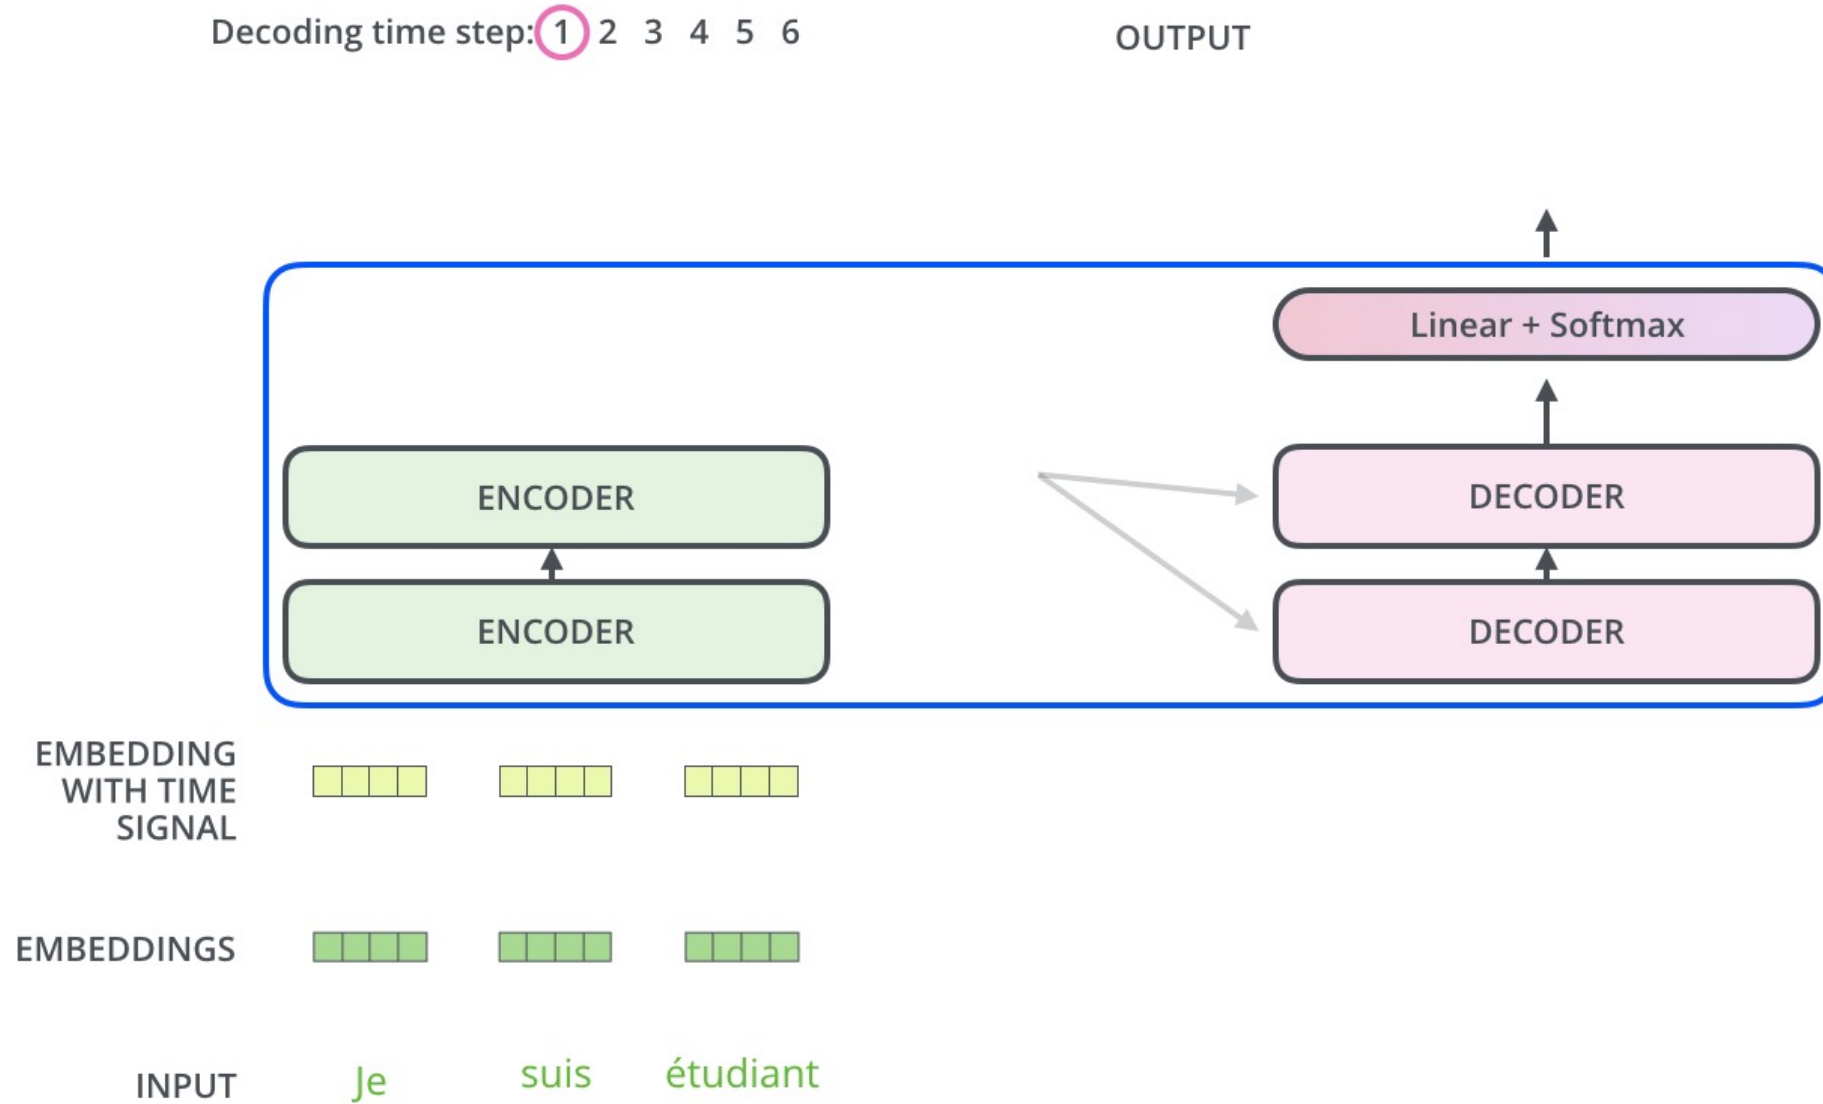 Decoding time step: 1 2 3 4 5 6
OUTPUT
Linear + Softmax
ENCODER
DECODER
ENCODER
DECODER
EMBEDDING
WITH TIME
SIGNAL
EMBEDDINGS
INPUT
Je suis étudiant